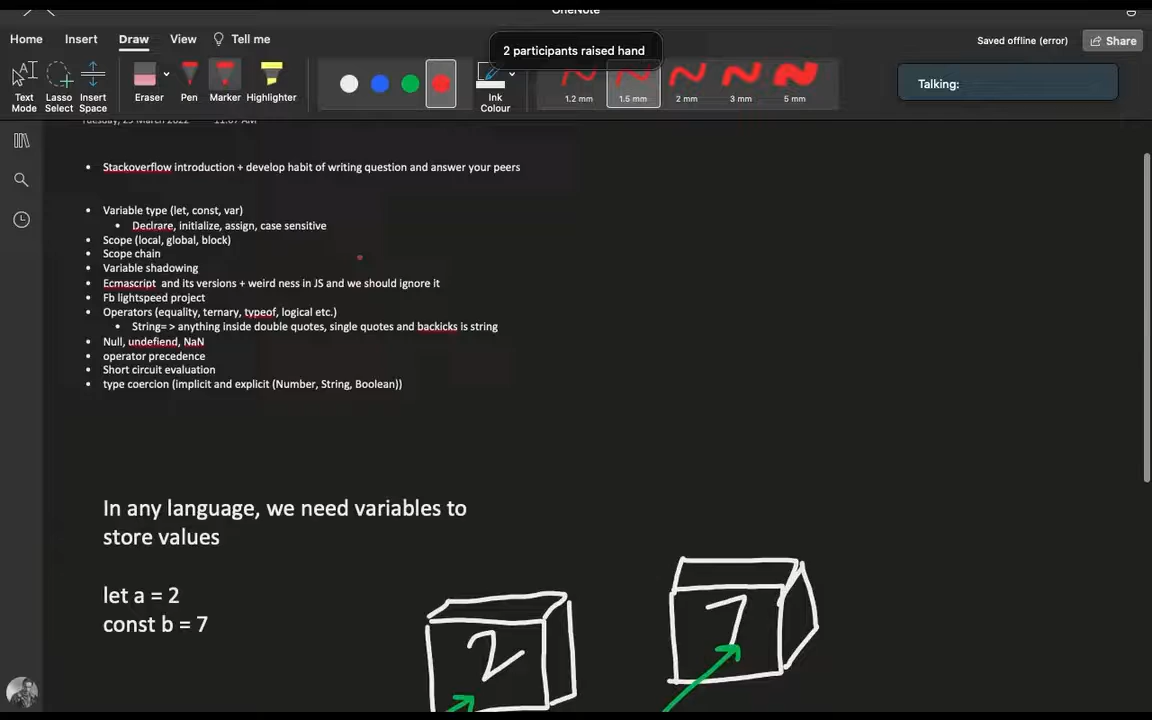 OneNote
Home Insert Draw View Tell me
2 participants raised hand
Saved offline (error) Share
Talking:
Text Mode
Lasso Select
Insert Space
Eraser
Pen
Marker
Highlighter
Ink Colour
1.2 mm 1.5 mm 2 mm 3 mm 5 mm
March 2022
Stackoverflow introduction + develop habit of writing question and answer your peers
Variable type (let, const, var)
Declrare, initialize, assign, case sensitive
Scope (local, global, block)
Scope chain
Variable shadowing
Ecmascript and its versions + weird ness in JS and we should ignore it
Fb lightspeed project
Operators (equality, ternary, typeof, logical etc.)
String= > anything inside double quotes, single quotes and backicks is string
Null, undefiend, NaN
operator precedence
Short circuit evaluation
type coercion (implicit and explicit (Number, String, Boolean))
In any language, we need variables to
store values
let a = 2
const b = 7
2
7